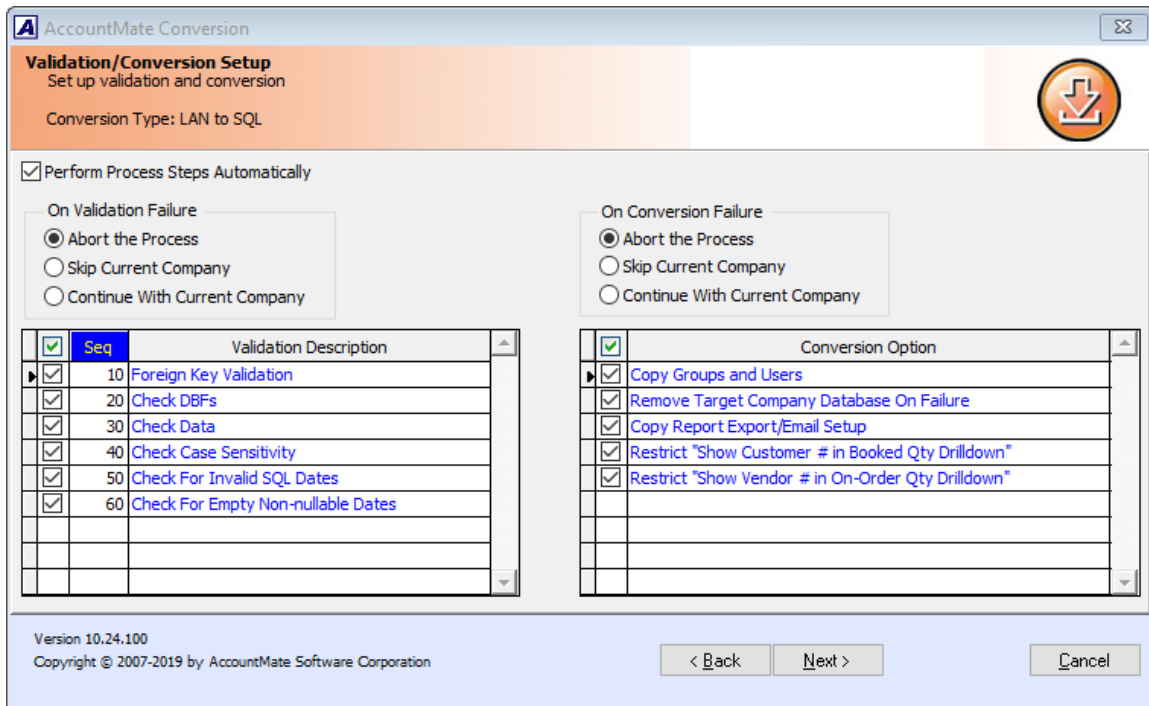 AccountMate Conversion
Validation/Conversion Setup
Set up validation and conversion
Conversion Type: LAN to SQL
Perform Process Steps Automatically
On Validation Failure
Abort the Process
Skip Current Company
Continue With Current Company
On Conversion Failure
Abort the Process
Skip Current Company
Continue With Current Company
Seq Validation Description
10 Foreign Key Validation
20 Check DBFs
30 Check Data
40 Check Case Sensitivity
50 Check For Invalid SQL Dates
60 Check For Empty Non-nullable Dates
Conversion Option
Copy Groups and Users
Remove Target Company Database On Failure
Copy Report Export/Email Setup
Restrict "Show Customer # in Booked Qty Drilldown"
Restrict "Show Vendor # in On-Order Qty Drilldown"
Version 10.24.100
Copyright © 2007-2019 by AccountMate Software Corporation
< Back Next > Cancel